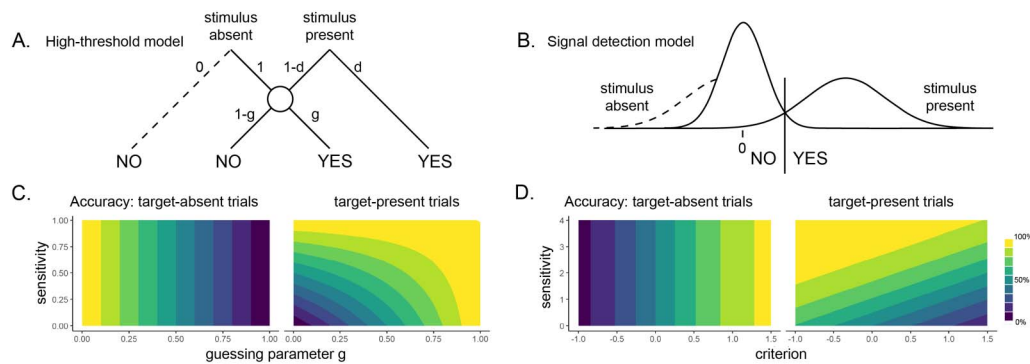 A. High-threshold model
stimulus absent
stimulus present
0
1
1-d
d
1-g
g
NO
NO
YES
YES
B. Signal detection model
stimulus absent
stimulus present
0
NO YES
C. Accuracy: target-absent trials
target-present trials
sensitivity
1.00
0.75
0.50
0.25
0.00
0.00 0.25 0.50 0.75 1.00
0.00 0.25 0.50 0.75 1.00
guessing parameter g
D. Accuracy: target-absent trials
target-present trials
sensitivity
4
3
2
1
0
-1.0 -0.5 0.0 0.5 1.0 1.5
-1.0 -0.5 0.0 0.5 1.0 1.5
criterion
100%
50%
0%